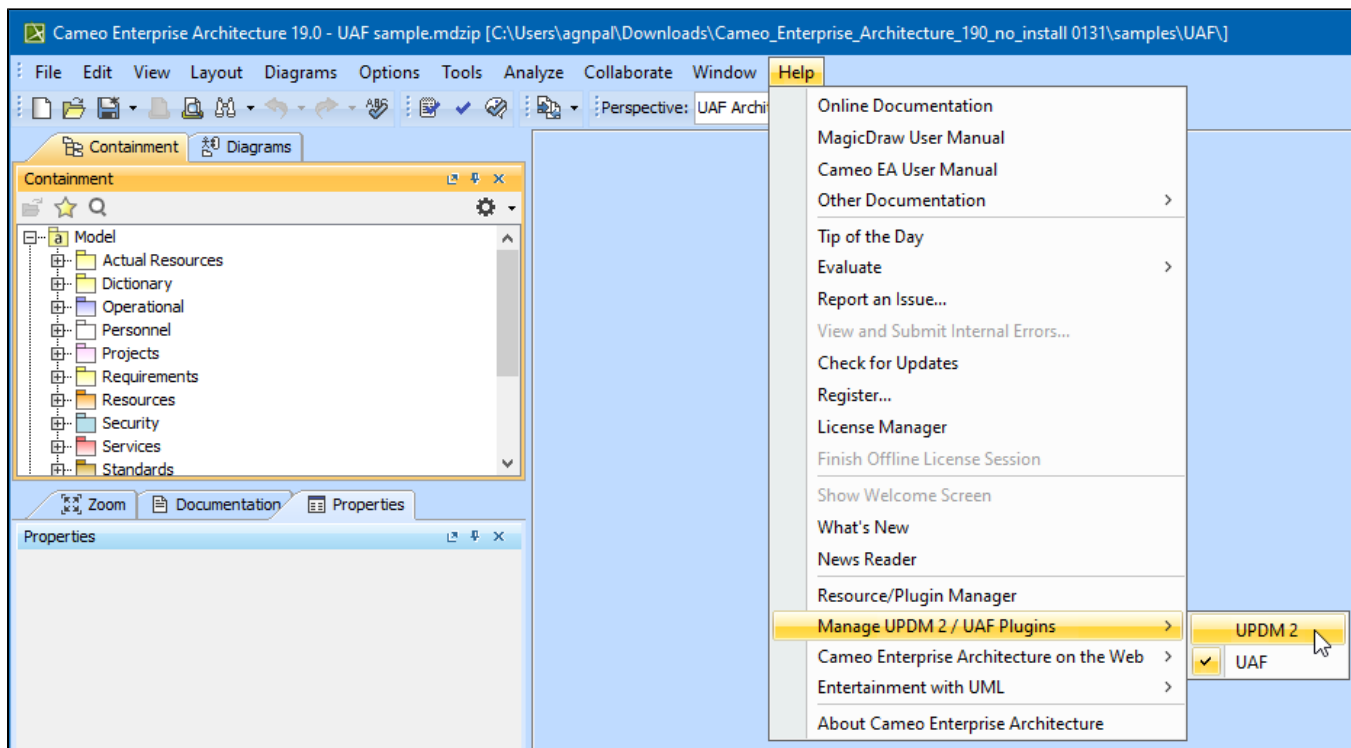 Cameo Enterprise Architecture 19.0 - UAF sample.mdzip [C:\Users\agnpal\Downloads\Cameo_Enterprise_Architecture_190_no_install 0131\samples\UAF\]
File Edit View Layout Diagrams Options Tools Analyze Collaborate Window Help
Perspective: UAF Archi
Containment Diagrams
Containment
Model
Actual Resources
Dictionary
Operational
Personnel
Projects
Requirements
Resources
Security
Services
Standards
Zoom Documentation Properties
Properties
Online Documentation
MagicDraw User Manual
Cameo EA User Manual
Other Documentation
Tip of the Day
Evaluate
Report an Issue...
View and Submit Internal Errors...
Check for Updates
Register...
License Manager
Finish Offline License Session
Show Welcome Screen
What's New
News Reader
Resource/Plugin Manager
Manage UPDM 2 / UAF Plugins
Cameo Enterprise Architecture on the Web
Entertainment with UML
About Cameo Enterprise Architecture
UPDM 2
UAF